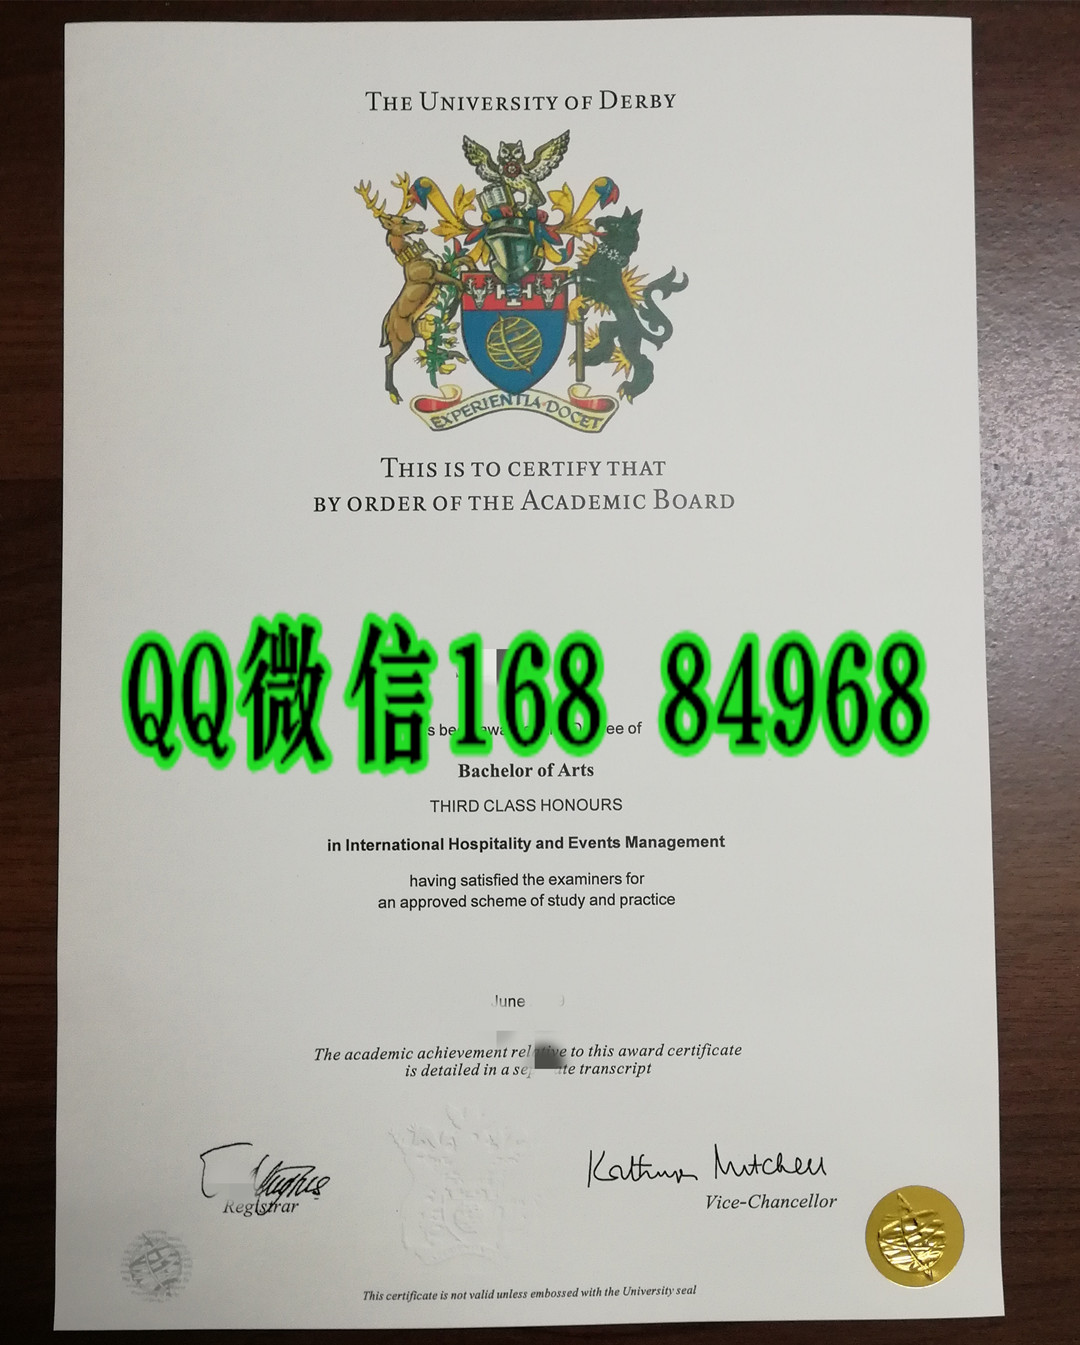 THE UNIVERSITY OF DERBY
EXPERIENTIA DOCET
THIS IS TO CERTIFY THAT
BY ORDER OF THE ACADEMIC BOARD
QQ微信168 84968
ee of
Bachelor of Arts
THIRD CLASS HONOURS
in International Hospitality and Events Management
having satisfied the examiners for
an approved scheme of study and practice
June
The academic achievement relative to this award certificate
is detailed in a separate transcript
Kathryn Mitchell
Registrar
Vice-Chancellor
This certificate is not valid unless embossed with the University seal